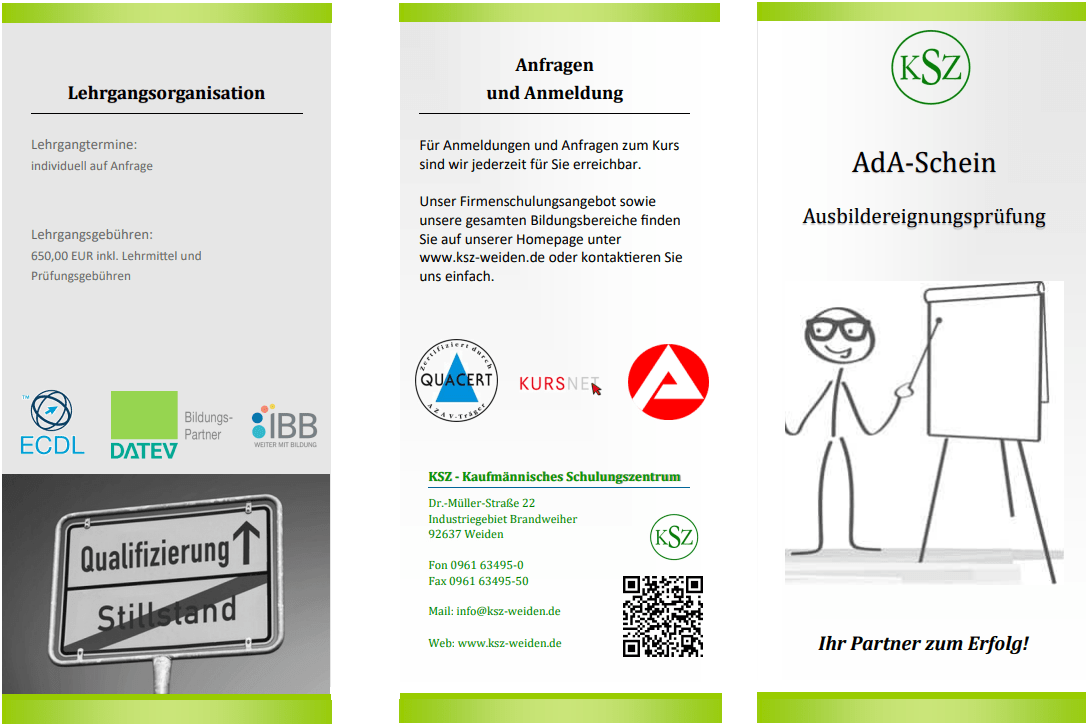 Lehrgangsorganisation
Lehrgangtermine:
individuell auf Anfrage
Lehrgangsgebühren:
650,00 EUR inkl. Lehrmittel und
Prüfungsgebühren
TM
ECDL
DATEV
Bildungs-
Partner
iBB
WEITER MIT BILDUNG
Qualifizierung
Stillstand
Anfragen
und Anmeldung
Für Anmeldungen und Anfragen zum Kurs
sind wir jederzeit für Sie erreichbar.
Unser Firmenschulungsangebot sowie
unsere gesamten Bildungsbereiche finden
Sie auf unserer Homepage unter
www.ksz-weiden.de oder kontaktieren Sie
uns einfach.
Zertifiziert durch
QUACERT
AZAV-Träger
KURSNET
KSZ - Kaufmännisches Schulungszentrum
Dr.-Müller-Straße 22
Industriegebiet Brandweiher
92637 Weiden
KSZ
Fon 0961 63495-0
Fax 0961 63495-50
Mail: info@ksz-weiden.de
Web: www.ksz-weiden.de
KSZ
AdA-Schein
Ausbildereignungsprüfung
Ihr Partner zum Erfolg!